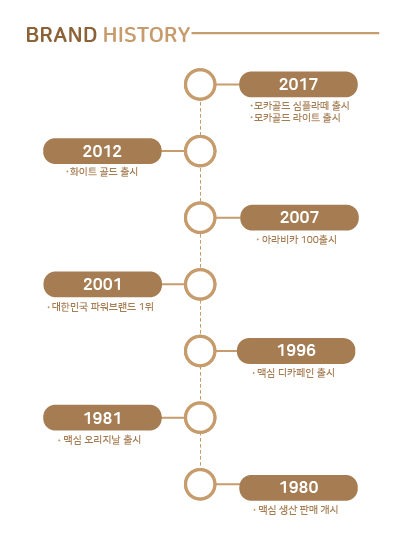 BRAND HISTORY
2017
·모카골드 심플라떼 출시
·모카골드 라이트 출시
2012
·화이트 골드 출시
2007
· 아라비카 100출시
2001
·대한민국 파워브랜드 1위
1996
· 맥심 디카페인 출시
1981
· 맥심 오리지날 출시
1980
· 맥심 생산 판매 개시